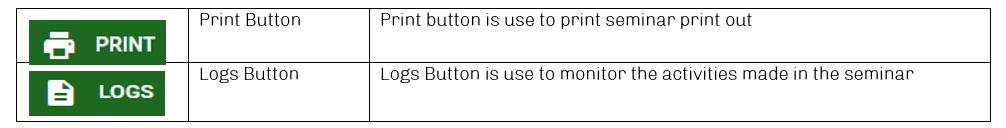 PRINT
Print Button
Print button is use to print seminar print out
LOGS
Logs Button
Logs Button is use to monitor the activities made in the seminar